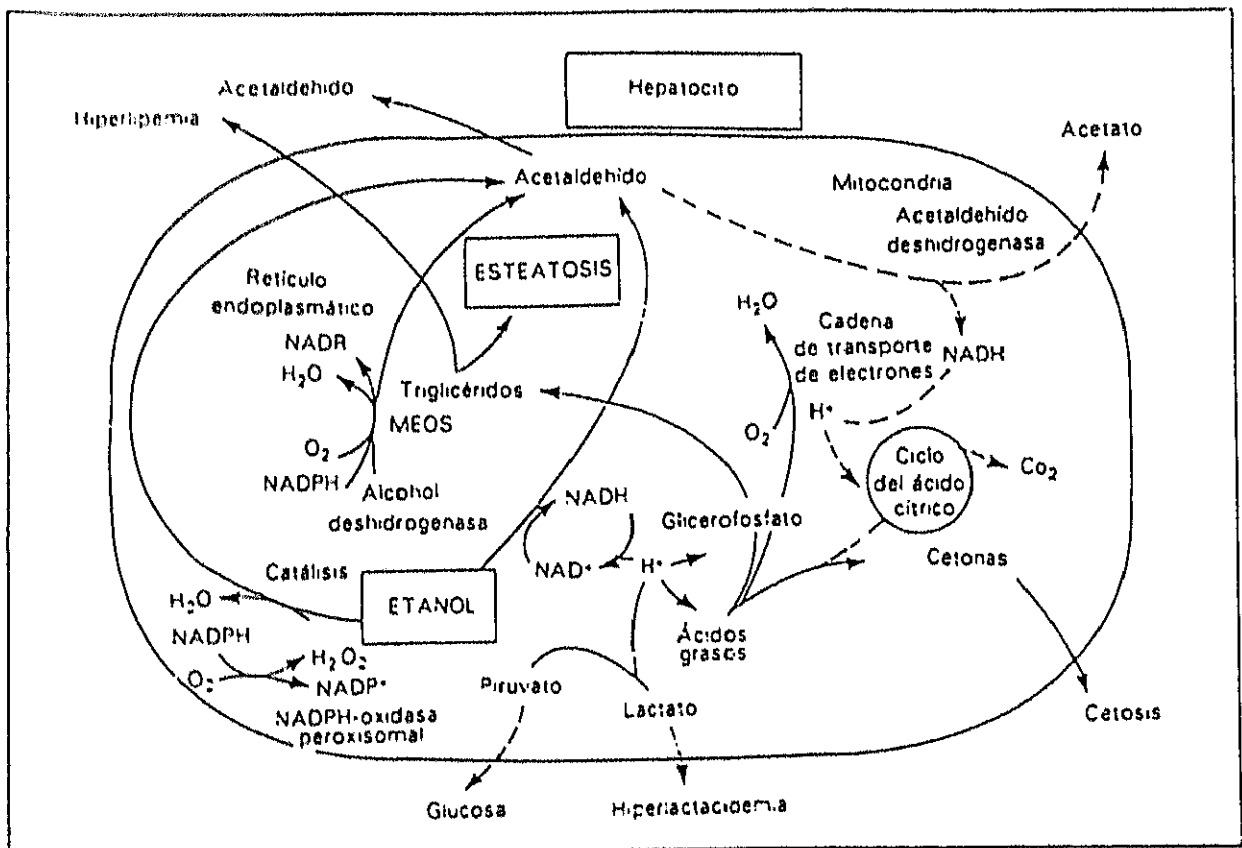 Hepatocito
Acetaldehido
Hiperlipemia
Acetato
Acetaldehido
Mitocondria
Acetaldehído
deshidrogenasa
ESTEATOSIS
Retículo
endoplasmático
NADR
H₂O
Triglicéridos
MEOS
O₂
NADPH
Alcohol
deshidrogenasa
H₂O
Cadena
de transporte
de electrones
NADH
H⁺
O₂
Ciclo
del ácido
cítrico
Co₂
NADH
NAD⁺
H⁺
Glicerofosfato
Cetonas
Ácidos
grasos
Catálisis
H₂O
ETANOL
NADPH
H₂O₂
O₂
NADP⁺
NADPH-oxidasa
peroxisomal
Piruvato
Lactato
Cetosis
Glucosa
Hiperlactacidemia